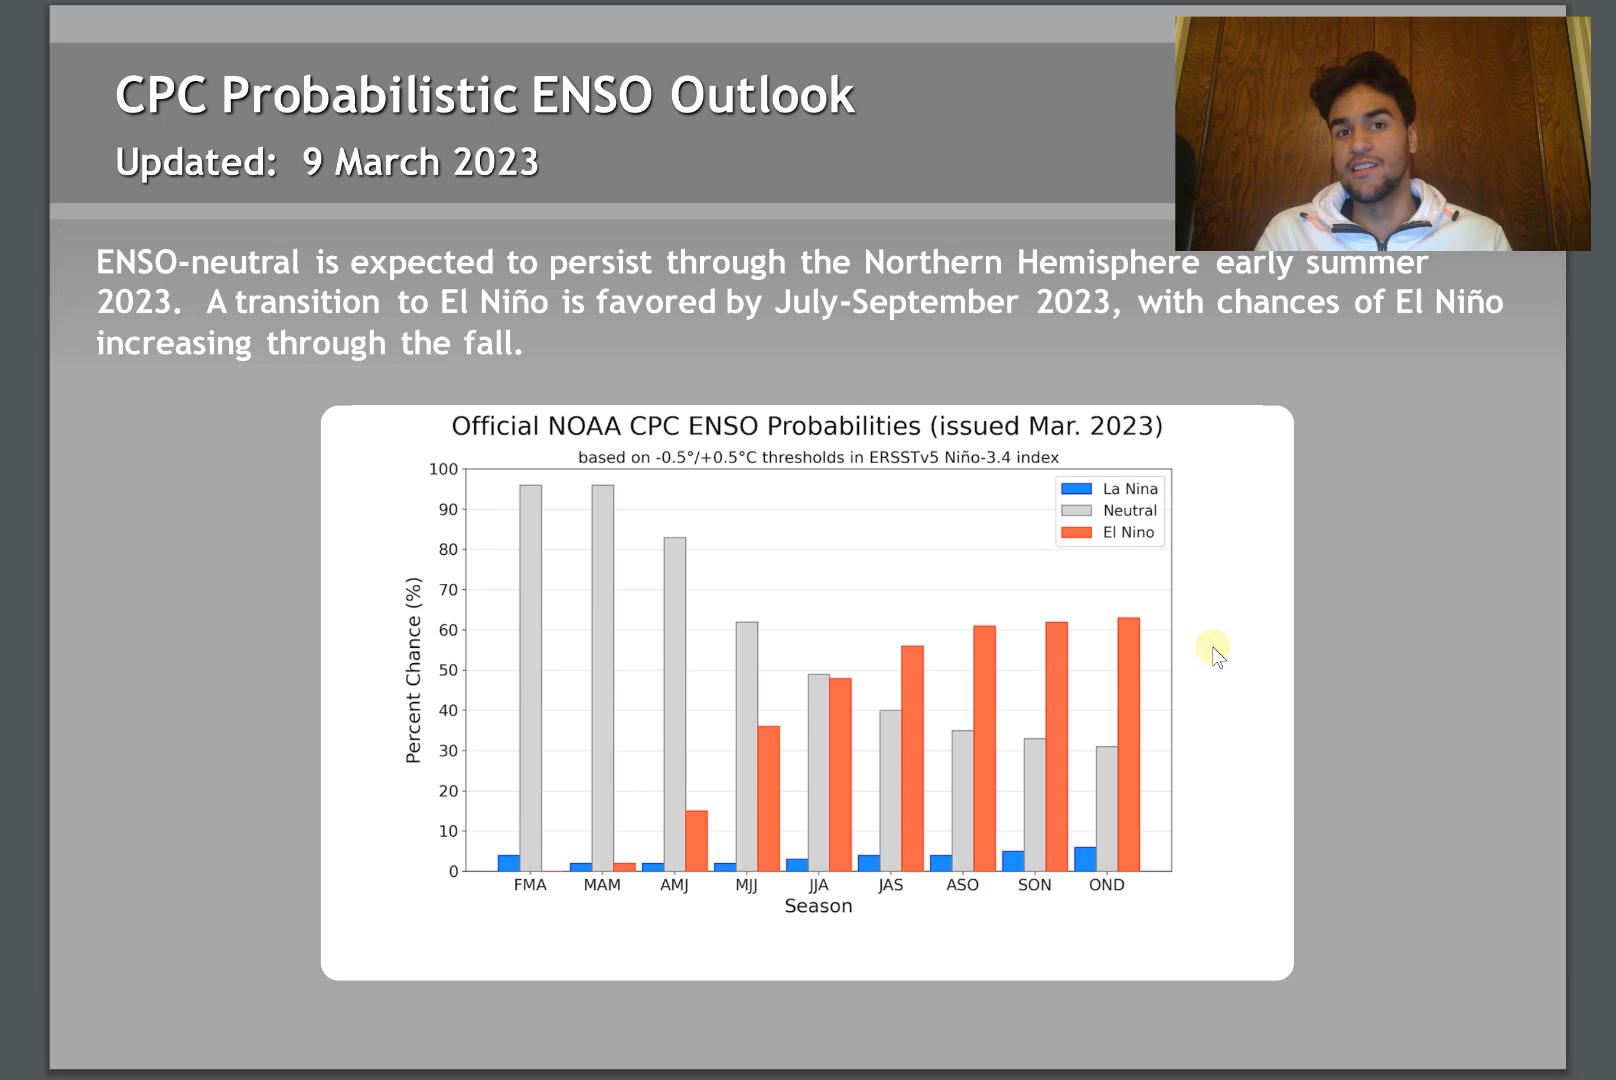 CPC Probabilistic ENSO Outlook
Updated: 9 March 2023
ENSO-neutral is expected to persist through the Northern Hemisphere early summer
2023. A transition to El Niño is favored by July-September 2023, with chances of El Niño
increasing through the fall.
Official NOAA CPC ENSO Probabilities (issued Mar. 2023)
based on -0.5°/+0.5°C thresholds in ERSSTv5 Niño-3.4 index
La Nina
Neutral
El Nino
Percent Chance (%)
100
90
80
70
60
50
40
30
20
10
0
FMA MAM AMJ MJJ JJA JAS ASO SON OND
Season